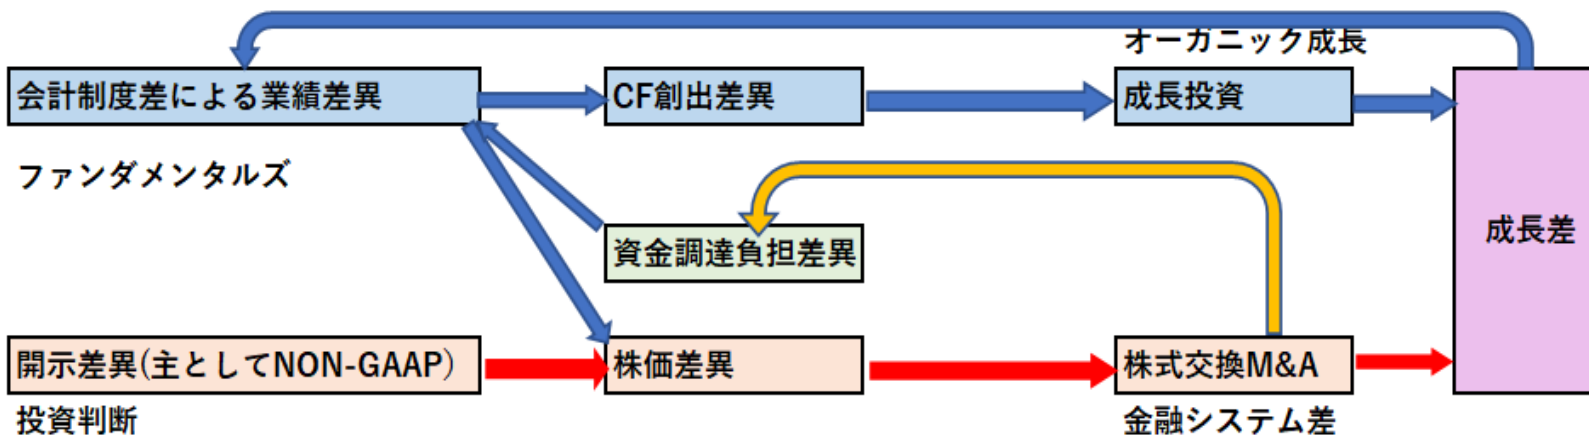 オーガニック成長
会計制度差による業績差異
CF創出差異
成長投資
ファンダメンタルズ
資金調達負担差異
成長差
開示差異(主としてNON-GAAP)
株価差異
株式交換M&A
投資判断
金融システム差